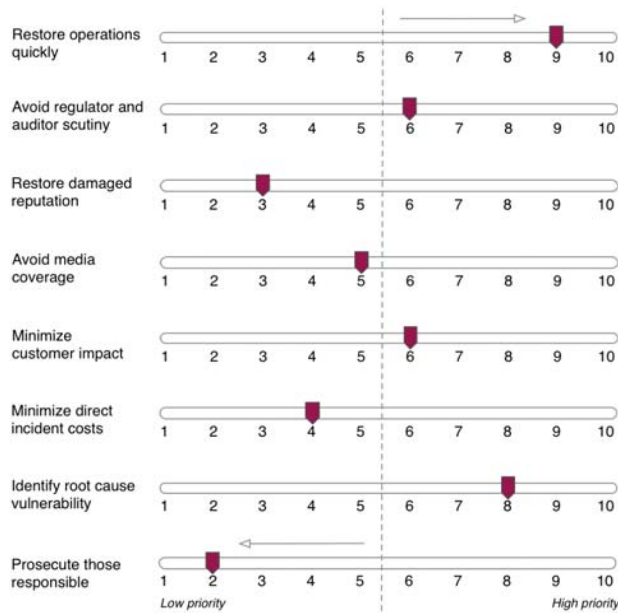 Restore operations
quickly
1 2 3 4 5 6 7 8 9 10
Avoid regulator and
auditor scutiny
1 2 3 4 5 6 7 8 9 10
Restore damaged
reputation
1 2 3 4 5 6 7 8 9 10
Avoid media
coverage
1 2 3 4 5 6 7 8 9 10
Minimize
customer impact
1 2 3 4 5 6 7 8 9 10
Minimize direct
incident costs
1 2 3 4 5 6 7 8 9 10
Identify root cause
vulnerability
1 2 3 4 5 6 7 8 9 10
Prosecute those
responsible
1 2 3 4 5 6 7 8 9 10
Low priority High priority